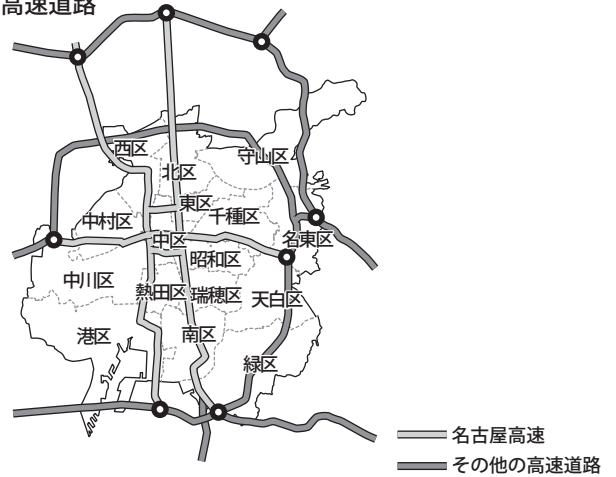 高速道路
西区
守山区
北区
東区
千種区
中村区
中区
名東区
昭和区
中川区
熱田区
瑞穂区
天白区
港区
南区
緑区
名古屋高速
その他の高速道路